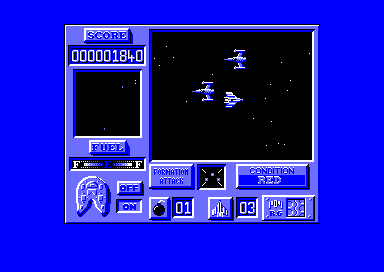 SCORE
000001840
FUEL
F F
FORMATION
ATTACK
CONDITION
RED
OFF
ON
01
03